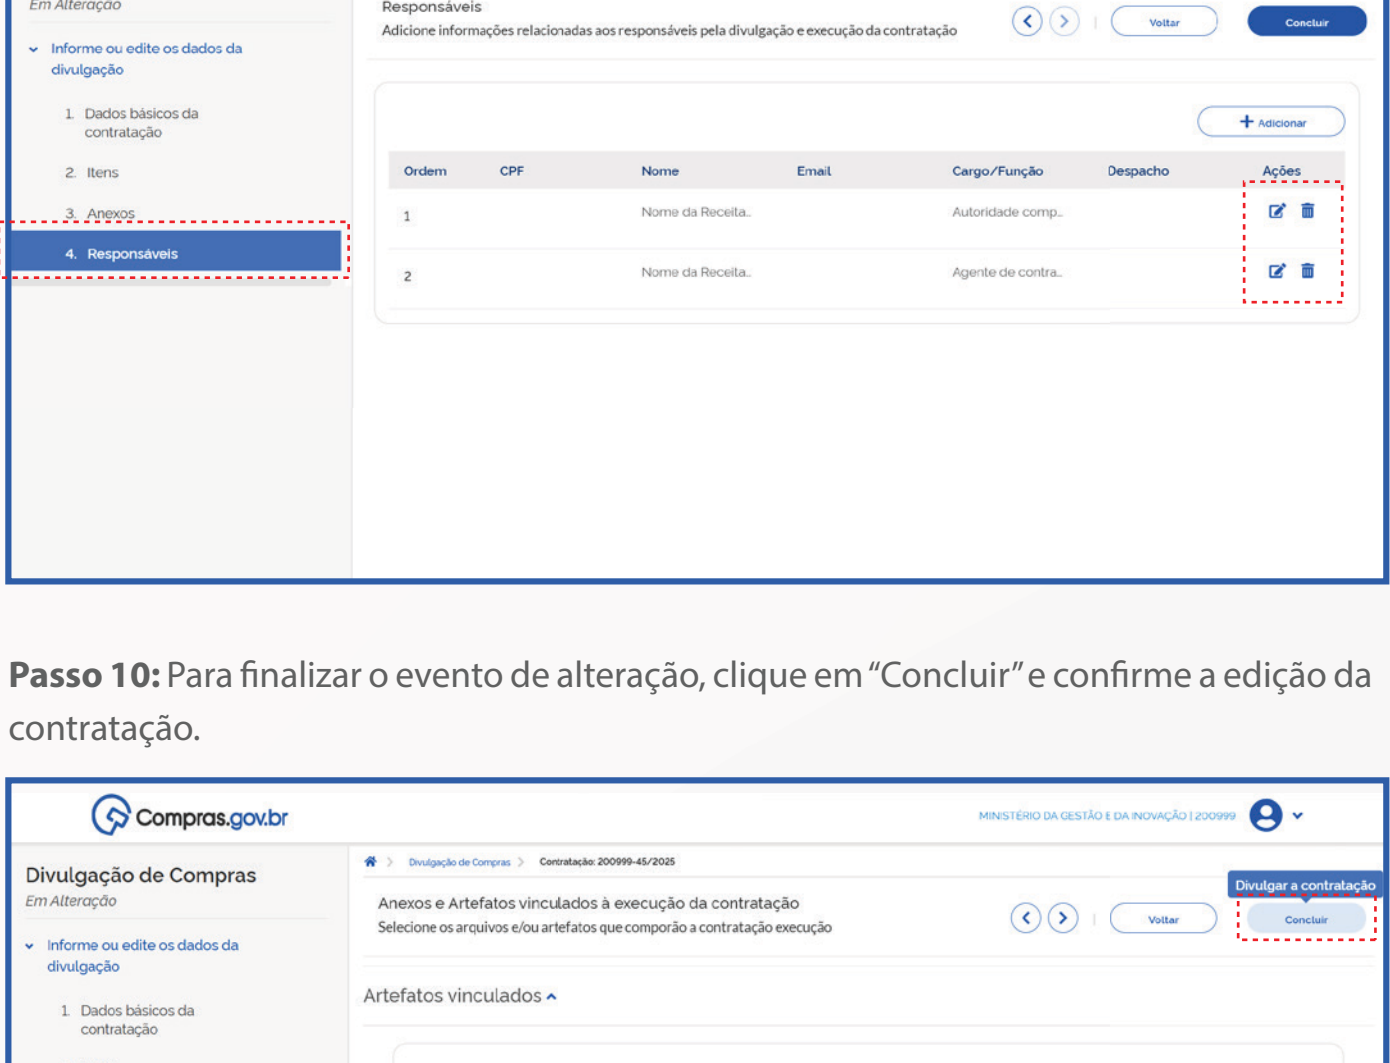 Em Alteração
Informe ou edite os dados da
divulgação
1. Dados básicos da
contratação
2. Itens
3. Anexos
4. Responsáveis
Responsáveis
Adicione informações relacionadas aos responsáveis pela divulgação e execução da contratação
Voltar
Concluir
Adicionar
Ordem CPF Nome Email Cargo/Função Despacho Ações
1 Nome da Receita... Autoridade comp...
2 Nome da Receita... Agente de contra...
Passo 10: Para finalizar o evento de alteração, clique em “Concluir” e confirme a edição da
contratação.
Compras.gov.br
MINISTÉRIO DA GESTÃO E DA INOVAÇÃO | 200999
Divulgação de Compras
Em Alteração
Informe ou edite os dados da
divulgação
1. Dados básicos da
contratação
Divulgação de Compras > Contratação: 200999-45/2025
Anexos e Artefatos vinculados à execução da contratação
Selecione os arquivos e/ou artefatos que comporão a contratação execução
Voltar
Divulgar a contratação
Concluir
Artefatos vinculados